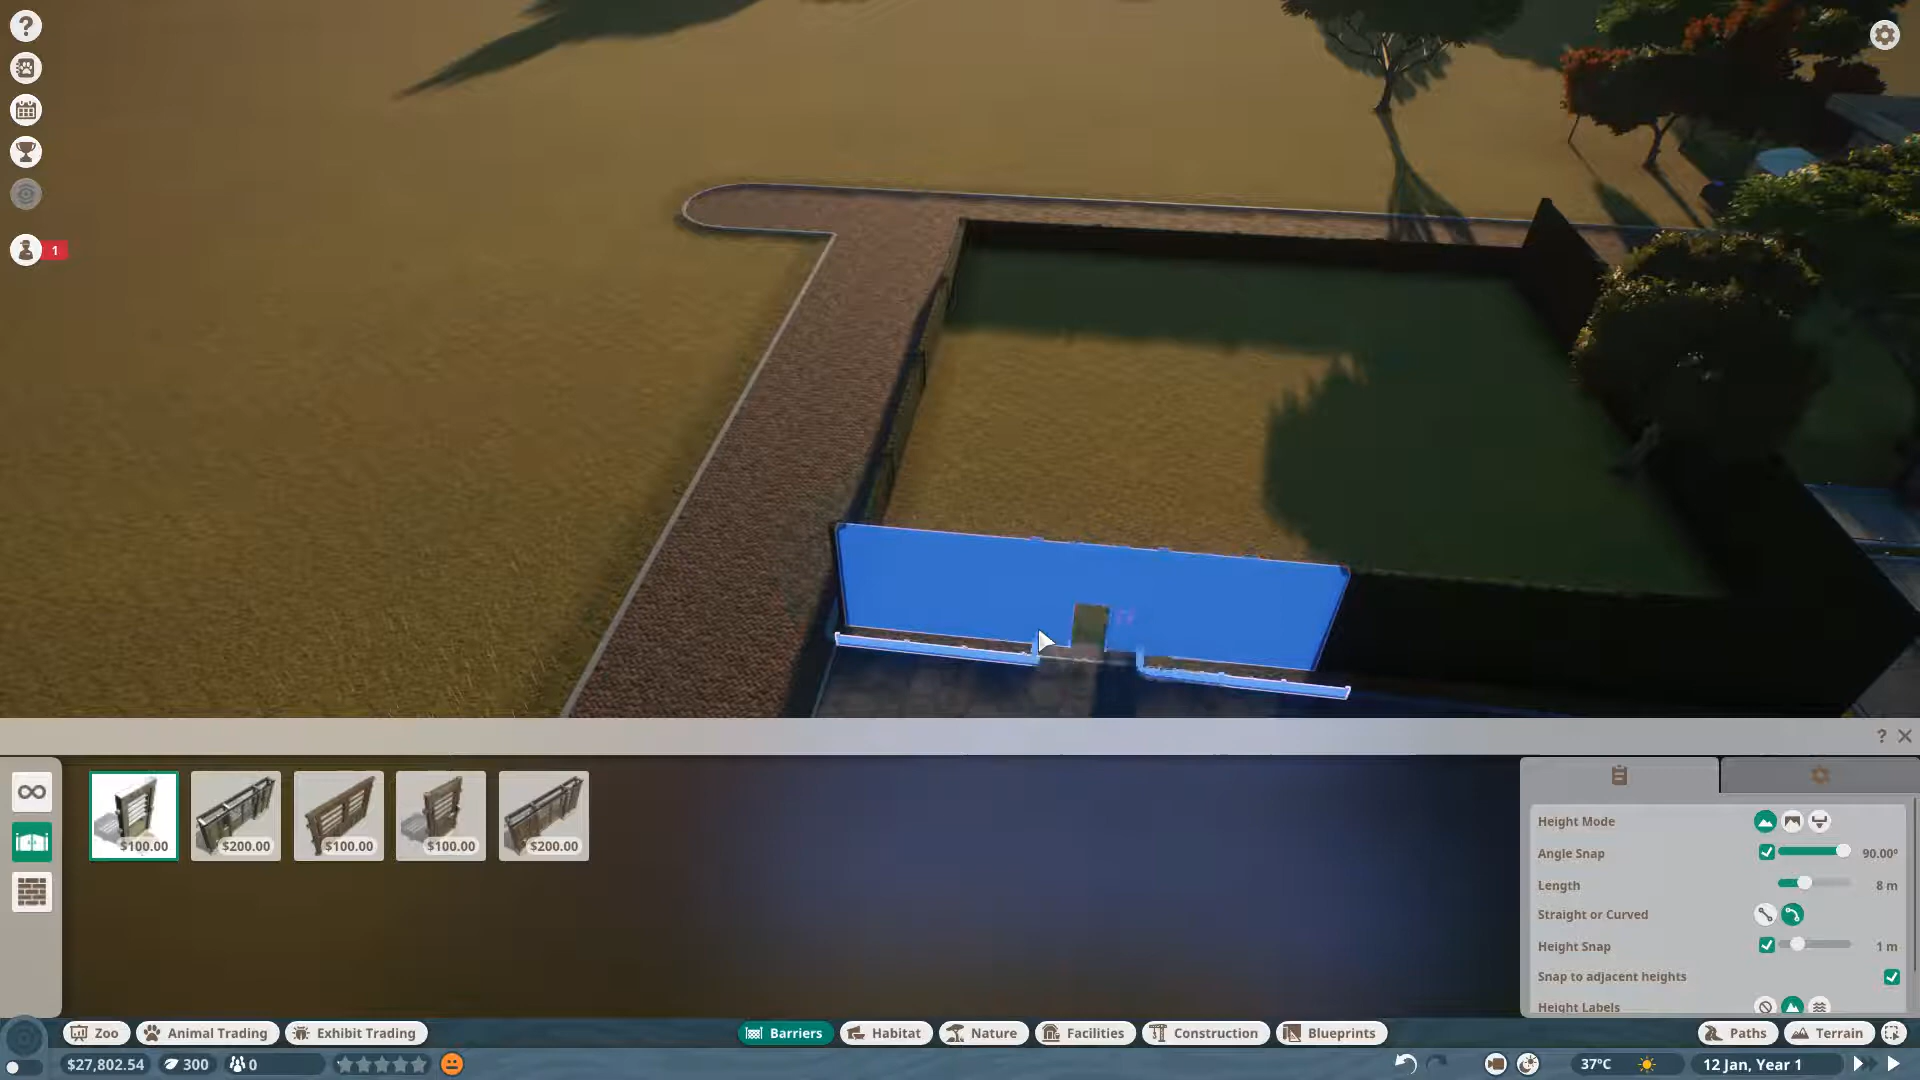 ?
1
? ✕
$100.00
$200.00
$100.00
$100.00
$200.00
Height Mode
Angle Snap 90.00°
Length 8 m
Straight or Curved
Height Snap 1 m
Snap to adjacent heights
Height Labels
Zoo
Animal Trading
Exhibit Trading
Barriers
Habitat
Nature
Facilities
Construction
Blueprints
Paths
Terrain
$27,802.54
300
0
37°C
12 Jan, Year 1